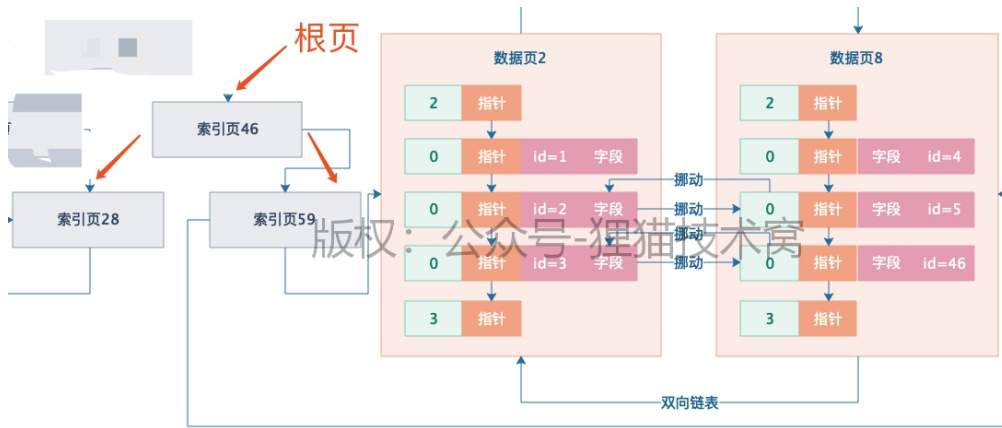 根页
索引页46
索引页28
索引页59
数据页2
2 指针
0 指针 id=1 字段
0 指针 id=2 字段
0 指针 id=3 字段
3 指针
挪动
挪动
挪动
挪动
数据页8
2 指针
0 指针 字段 id=4
0 指针 字段 id=5
0 指针 字段 id=46
3 指针
双向链表
版权：公众号-狸猫技术窝